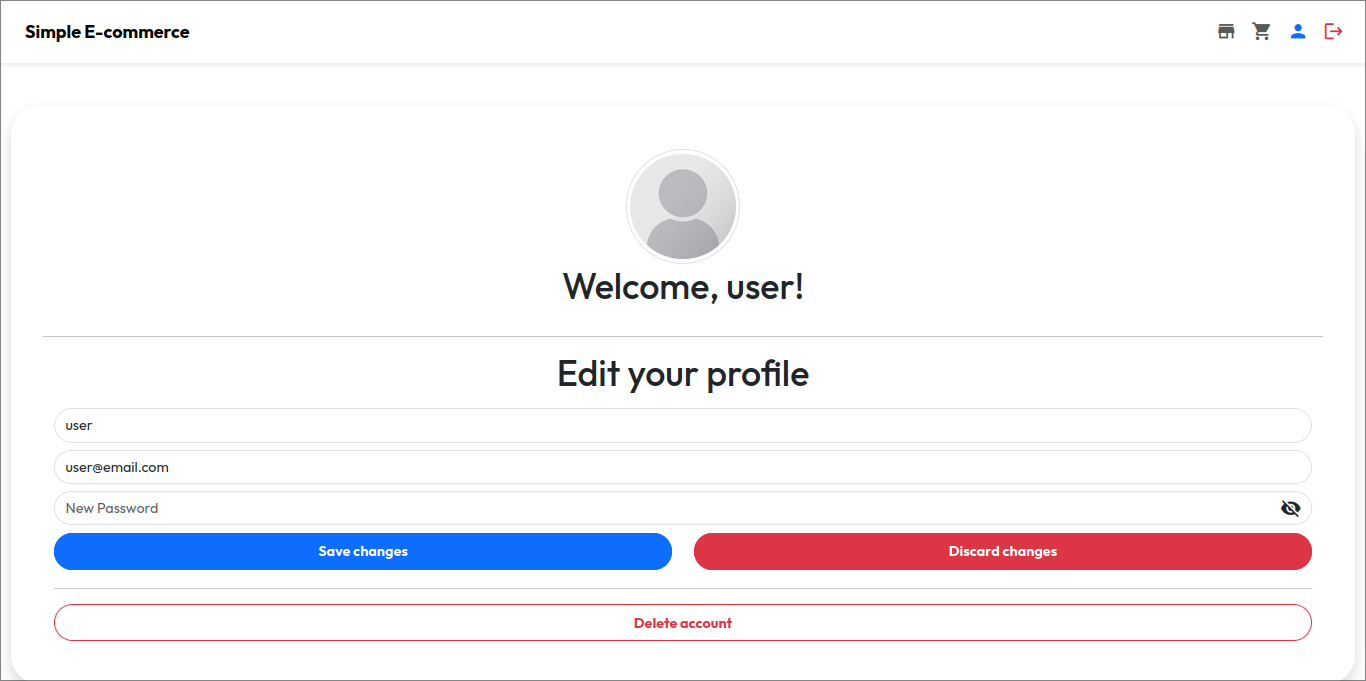 Simple E-commerce
Welcome, user!
Edit your profile
user
user@email.com
New Password
Save changes
Discard changes
Delete account